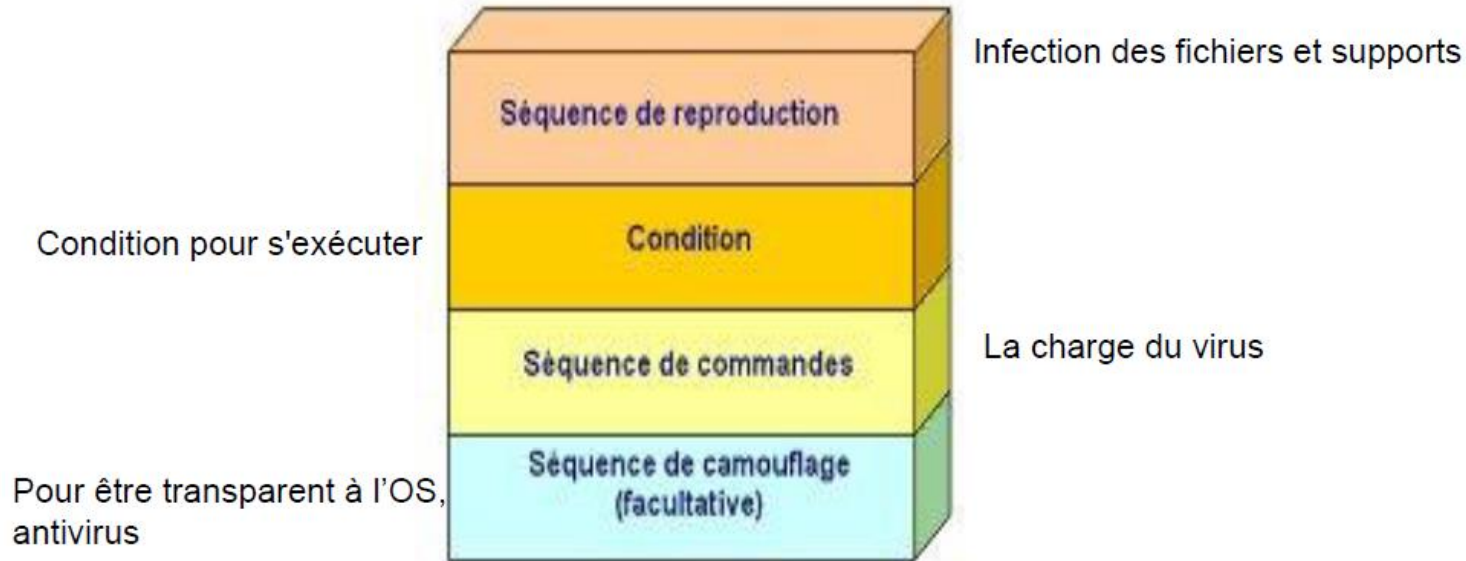 Infection des fichiers et supports
Séquence de reproduction
Condition pour s'exécuter
Condition
La charge du virus
Séquence de commandes
Séquence de camouflage
(facultative)
Pour être transparent à l’OS,
antivirus